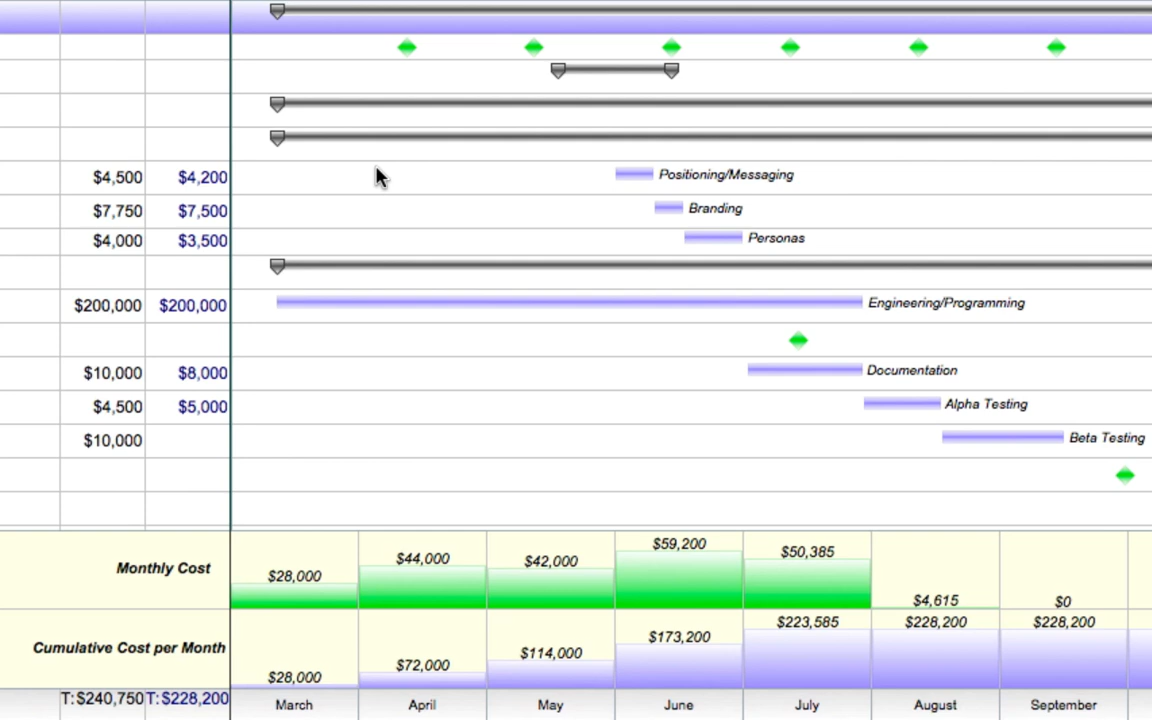 $4,500 $4,200 Positioning/Messaging
$7,750 $7,500 Branding
$4,000 $3,500 Personas
$200,000 $200,000 Engineering/Programming
$10,000 $8,000 Documentation
$4,500 $5,000 Alpha Testing
$10,000 Beta Testing
Monthly Cost $28,000 $44,000 $42,000 $59,200 $50,385 $4,615 $0
Cumulative Cost per Month $28,000 $72,000 $114,000 $173,200 $223,585 $228,200 $228,200
T:$240,750 T:$228,200 March April May June July August September